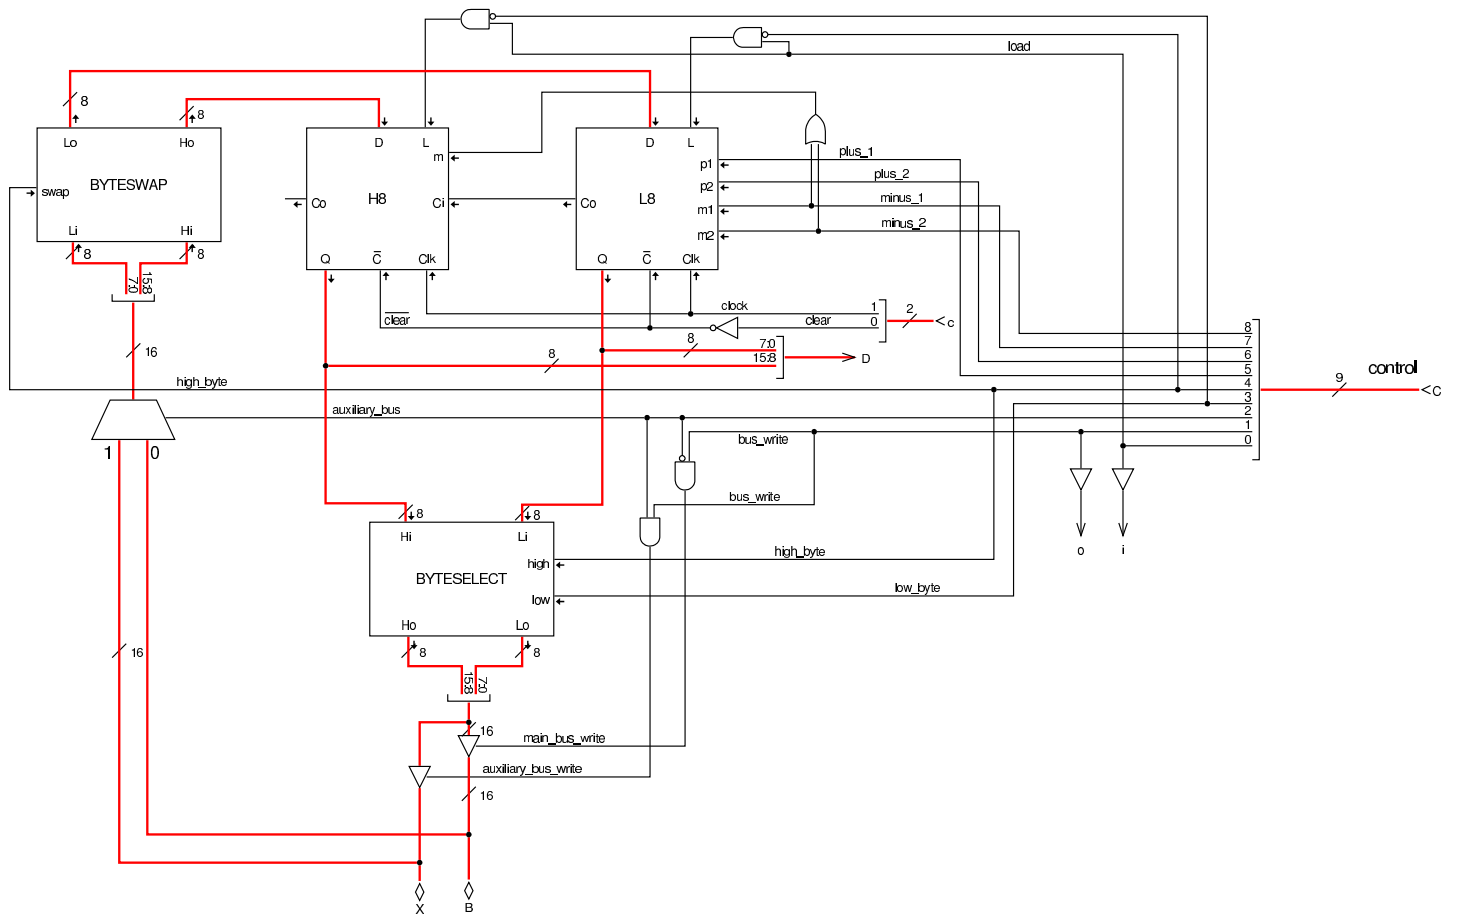 load
8
8
Lo
Ho
D
L
D
L
m
plus_1
p1
BYTESWAP
plus_2
p2
swap
H8
L8
minus_1
Co
Ci
Co
m1
minus_2
m2
Li
Hi
8
8
Q
C
Clk
Q
C
Clk
7:0
15:8
clock
1
2
clear
clear
0
c
8
7:0
8
15:8
D
16
8
7
6
5
4
3
2
1
0
control
9
C
high_byte
auxiliary_bus
bus_write
1
0
bus_write
8
8
Hi
Li
high
high_byte
BYTESELECT
low
low_byte
o
i
Ho
Lo
8
8
16
15:8
7:0
16
main_bus_write
auxiliary_bus_write
16
X
B